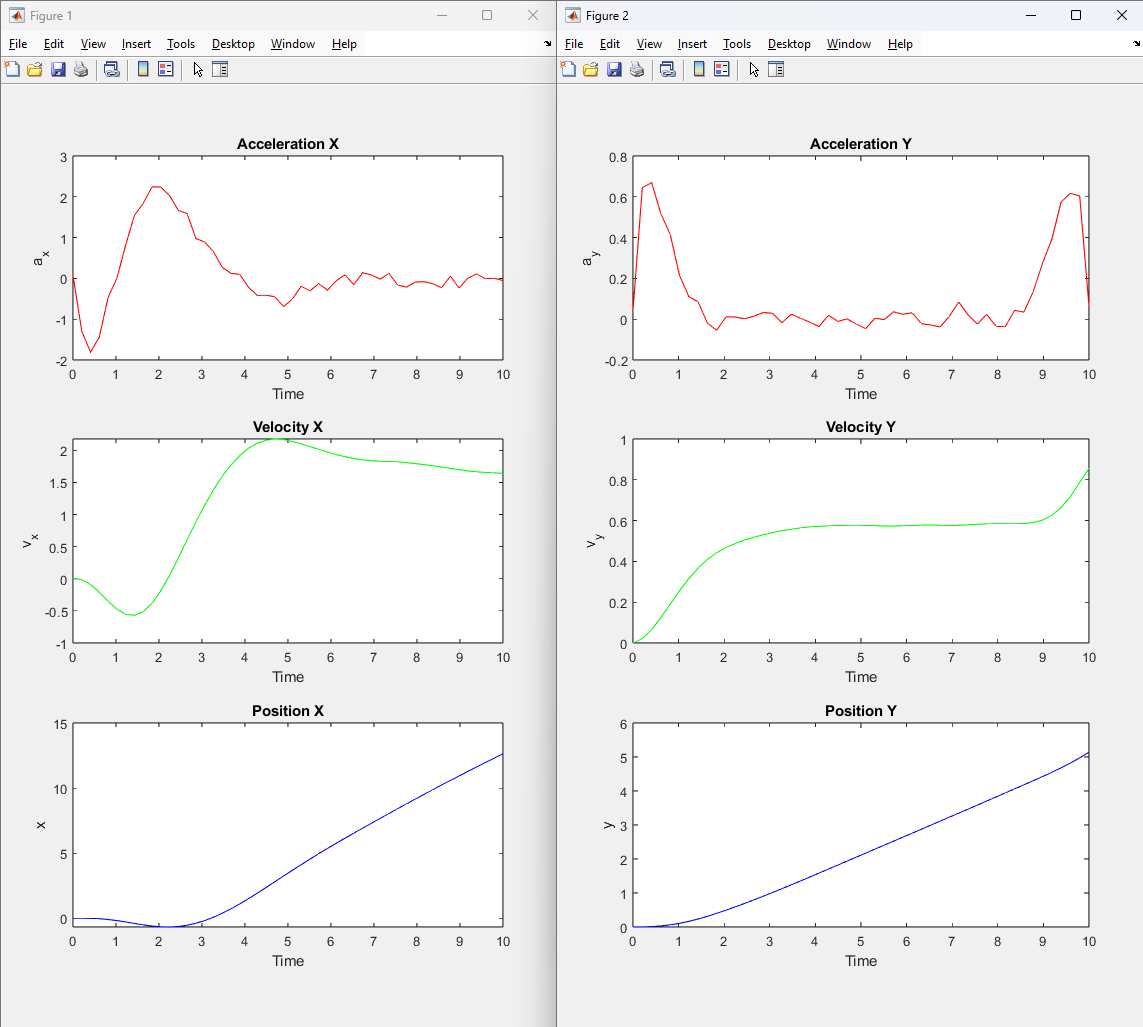 Figure 1
File Edit View Insert Tools Desktop Window Help
Acceleration X
3
2
1
0
-1
-2
a_x
0 1 2 3 4 5 6 7 8 9 10
Time
Velocity X
2
1.5
1
0.5
0
-0.5
-1
v_x
0 1 2 3 4 5 6 7 8 9 10
Time
Position X
15
10
5
0
x
0 1 2 3 4 5 6 7 8 9 10
Time
Figure 2
File Edit View Insert Tools Desktop Window Help
Acceleration Y
0.8
0.6
0.4
0.2
0
-0.2
a_y
0 1 2 3 4 5 6 7 8 9 10
Time
Velocity Y
1
0.8
0.6
0.4
0.2
0
v_y
0 1 2 3 4 5 6 7 8 9 10
Time
Position Y
6
5
4
3
2
1
0
y
0 1 2 3 4 5 6 7 8 9 10
Time